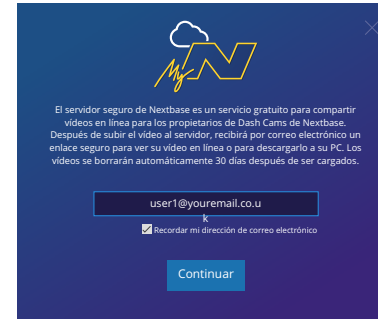 My N
El servidor seguro de Nextbase es un servicio gratuito para compartir
vídeos en línea para los propietarios de Dash Cams de Nextbase.
Después de subir el vídeo al servidor, recibirá por correo electrónico un
enlace seguro para ver su vídeo en línea o para descargarlo a su PC. Los
vídeos se borrarán automáticamente 30 días después de ser cargados.
user1@youremail.co.u
k
Recordar mi dirección de correo electrónico
Continuar